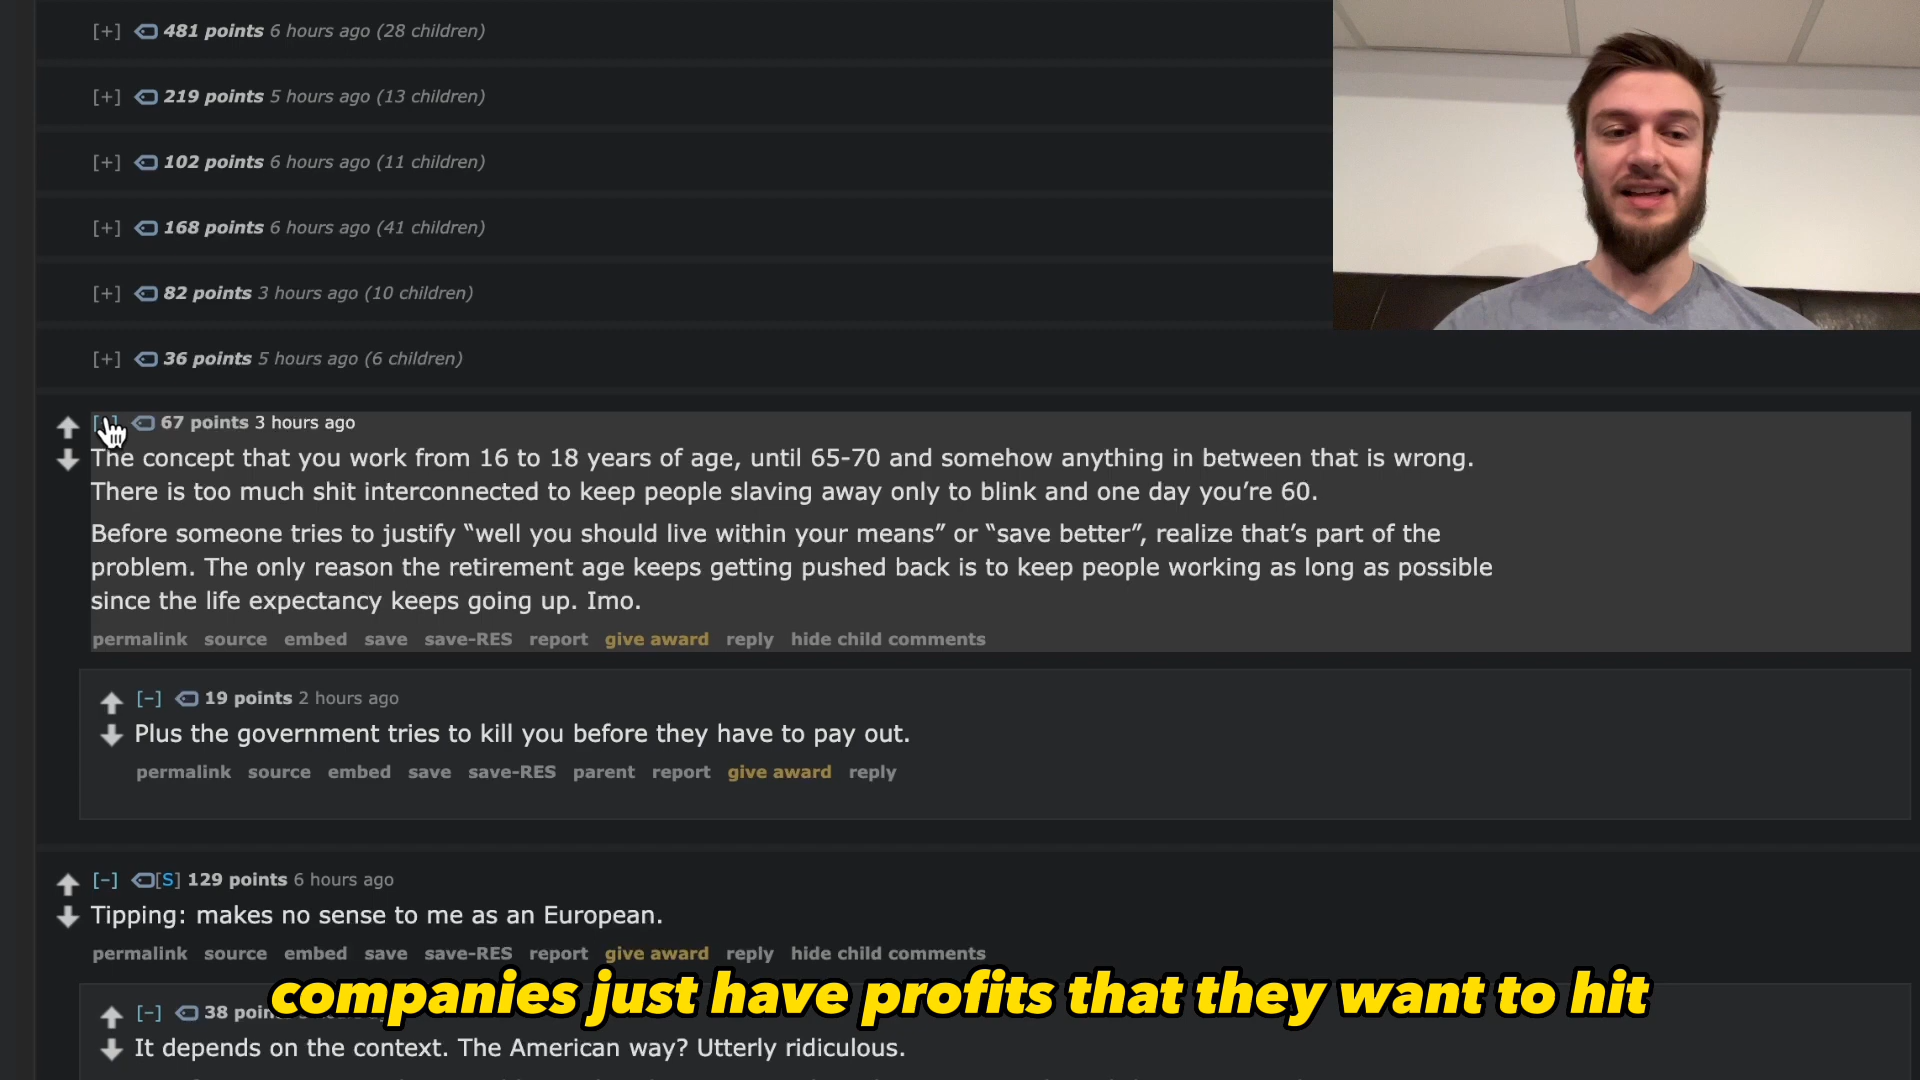 [+] 481 points 6 hours ago (28 children)
[+] 219 points 5 hours ago (13 children)
[+] 102 points 6 hours ago (11 children)
[+] 168 points 6 hours ago (41 children)
[+] 82 points 3 hours ago (10 children)
[+] 36 points 5 hours ago (6 children)
67 points 3 hours ago
The concept that you work from 16 to 18 years of age, until 65-70 and somehow anything in between that is wrong.
There is too much shit interconnected to keep people slaving away only to blink and one day you’re 60.
Before someone tries to justify “well you should live within your means” or “save better”, realize that’s part of the
problem. The only reason the retirement age keeps getting pushed back is to keep people working as long as possible
since the life expectancy keeps going up. Imo.
permalink source embed save save-RES report give award reply hide child comments
[-] 19 points 2 hours ago
Plus the government tries to kill you before they have to pay out.
permalink source embed save save-RES parent report give award reply
[-] [S] 129 points 6 hours ago
Tipping: makes no sense to me as an European.
permalink source embed save save-RES report give award reply hide child comments
companies just have profits that they want to hit
[-] 38
It depends on the context. The American way? Utterly ridiculous.